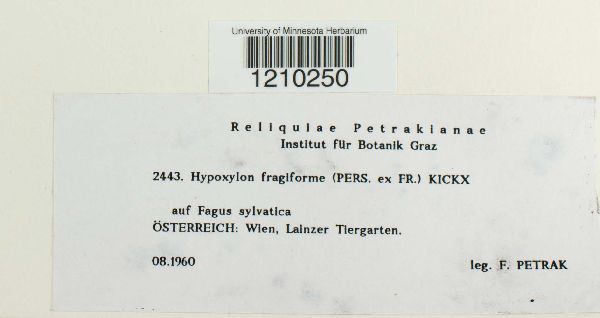 University of Minnesota Herbarium
1210250
Reliquiae Petrakianae
Institut für Botanik Graz
2443. Hypoxylon fragiforme (PERS. ex FR.) KICKX
auf Fagus sylvatica
ÖSTERREICH: Wien, Lainzer Tiergarten.
08.1960
leg. F. PETRAK